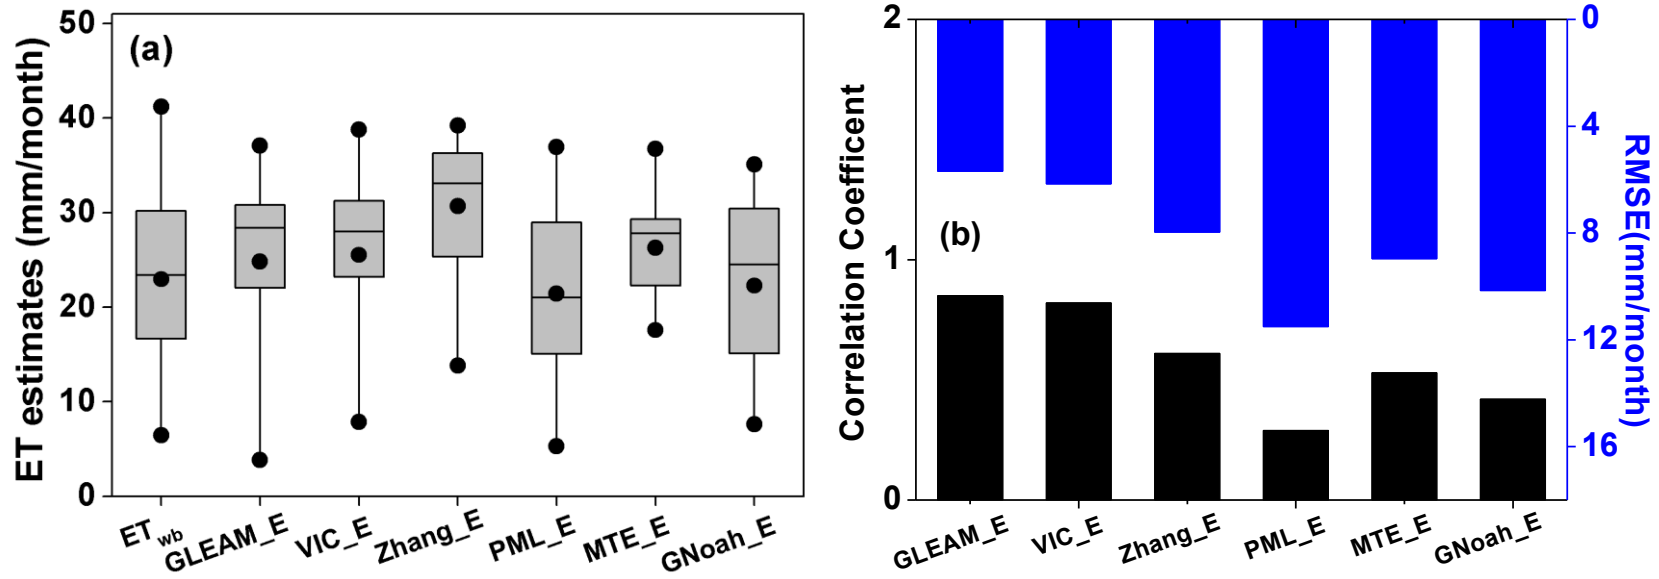 (a)
ET estimates (mm/month)
50
40
30
20
10
0
ET wb
GLEAM_E
VIC_E
Zhang_E
PML_E
MTE_E
GNoah_E
(b)
Correlation Coefficent
2
1
0
RMSE(mm/month)
0
4
8
12
16
GLEAM_E
VIC_E
Zhang_E
PML_E
MTE_E
GNoah_E